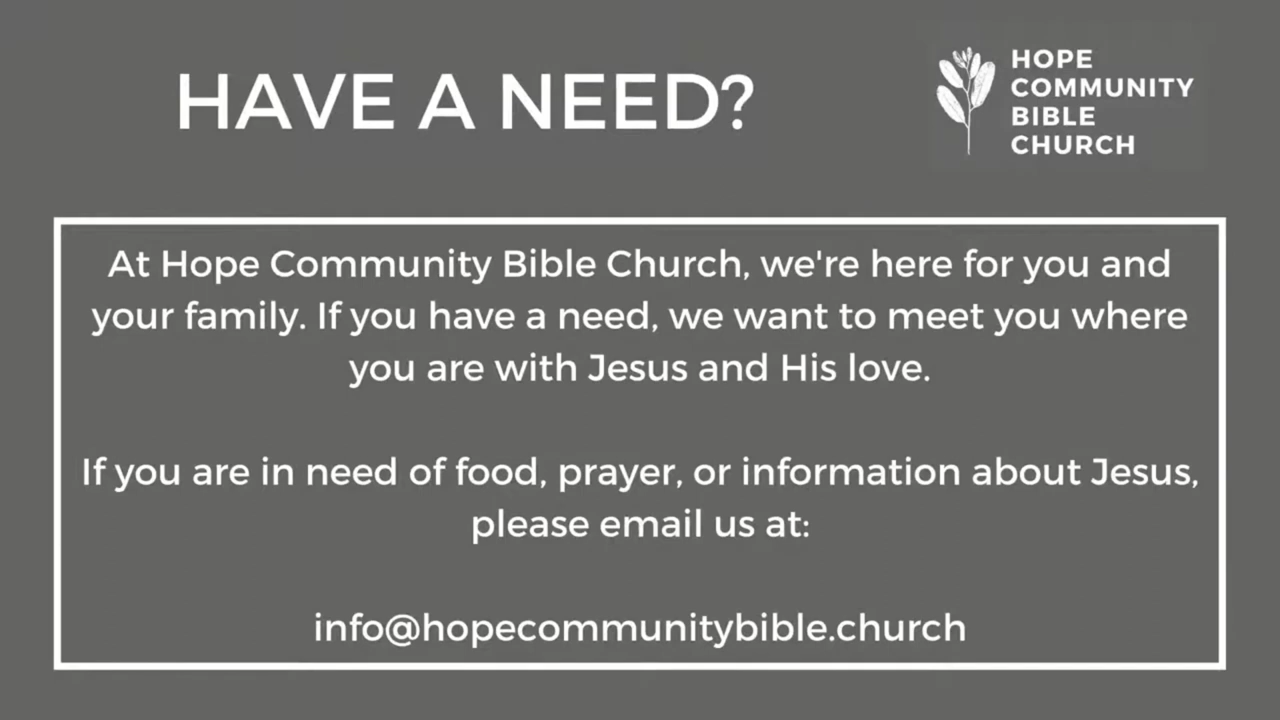 HAVE A NEED?
HOPE
COMMUNITY
BIBLE
CHURCH
At Hope Community Bible Church, we're here for you and
your family. If you have a need, we want to meet you where
you are with Jesus and His love.
If you are in need of food, prayer, or information about Jesus,
please email us at:
info@hopecommunitybible.church